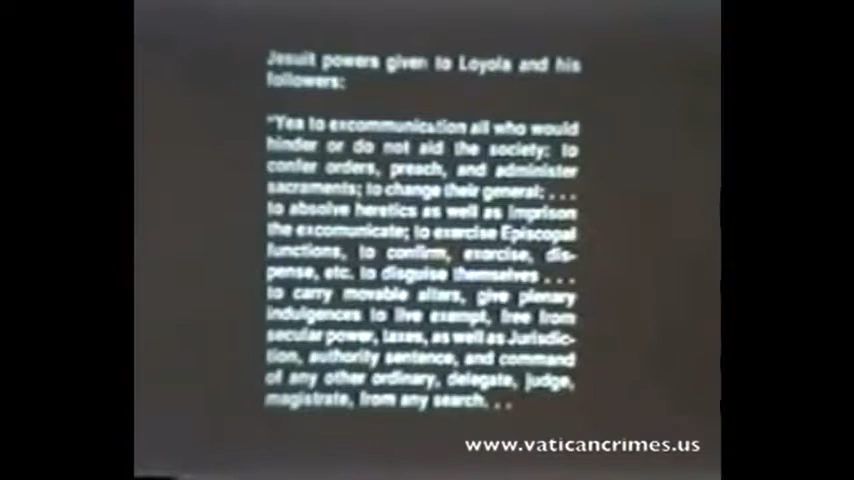 Jesuit powers given to Loyola and his
followers:
"Yea to excommunication all who would
hinder or do not aid the society: to
confer orders, preach, and administer
sacraments; to change their general; . . .
to absolve heretics as well as imprison
the excomunicate; to exercise Episcopal
functions, to confirm, exorcise, dis-
pense, etc. to disguise themselves . . .
to carry movable alters, give plenary
indulgences to live exempt, free from
secular power, taxes, as well as Jurisdic-
tion, authority sentence, and command
of any other ordinary, delegate, judge,
magistrate, from any search. . .
www.vaticancrimes.us